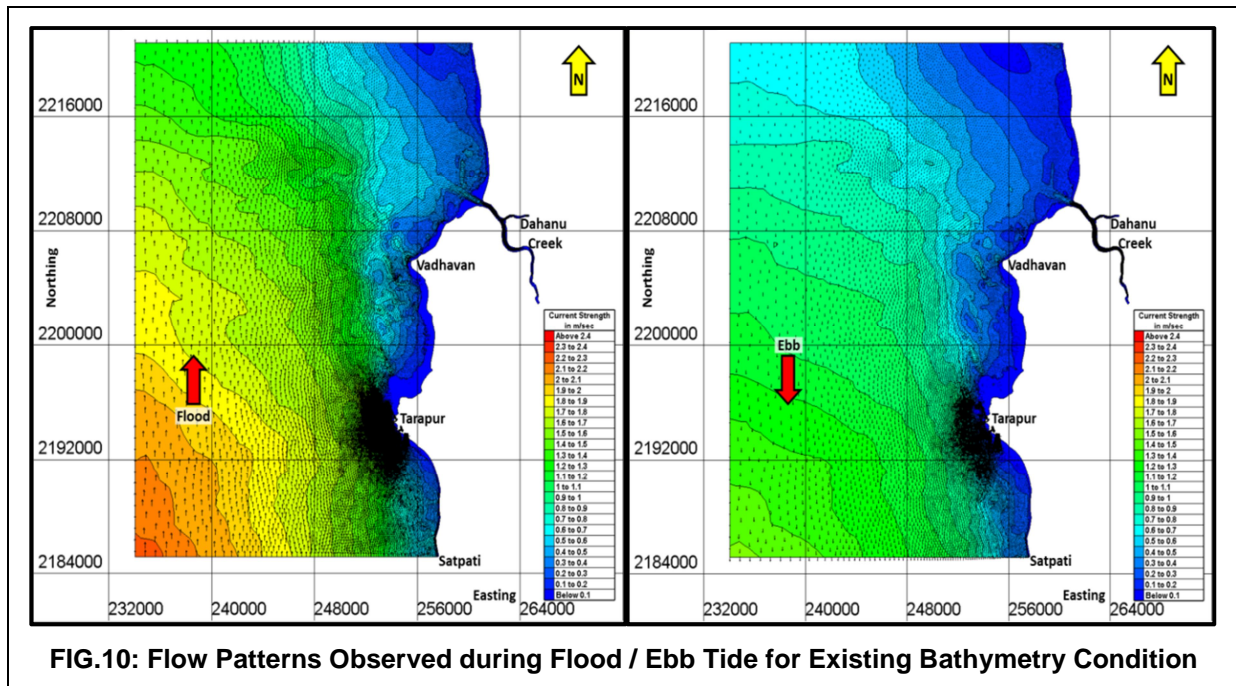 N
2216000
2208000
Dahanu
Creek
Vadhavan
Northing
2200000
Flood
Tarapur
2192000
Satpati
2184000
Easting
232000 240000 248000 256000 264000
Current Strength
in m/sec
Above 2.4
2.3 to 2.4
2.2 to 2.3
2.1 to 2.2
2 to 2.1
1.9 to 2
1.8 to 1.9
1.7 to 1.8
1.6 to 1.7
1.5 to 1.6
1.4 to 1.5
1.3 to 1.4
1.2 to 1.3
1.1 to 1.2
1 to 1.1
0.9 to 1
0.8 to 0.9
0.7 to 0.8
0.6 to 0.7
0.5 to 0.6
0.4 to 0.5
0.3 to 0.4
0.2 to 0.3
0.1 to 0.2
Below 0.1
N
2216000
2208000
Dahanu
Creek
Vadhavan
Northing
2200000
Ebb
Tarapur
2192000
Satpati
2184000
Easting
232000 240000 248000 256000 264000
Current Strength
in m/sec
Above 2.4
2.3 to 2.4
2.2 to 2.3
2.1 to 2.2
2 to 2.1
1.9 to 2
1.8 to 1.9
1.7 to 1.8
1.6 to 1.7
1.5 to 1.6
1.4 to 1.5
1.3 to 1.4
1.2 to 1.3
1.1 to 1.2
1 to 1.1
0.9 to 1
0.8 to 0.9
0.7 to 0.8
0.6 to 0.7
0.5 to 0.6
0.4 to 0.5
0.3 to 0.4
0.2 to 0.3
0.1 to 0.2
Below 0.1
FIG.10: Flow Patterns Observed during Flood / Ebb Tide for Existing Bathymetry Condition